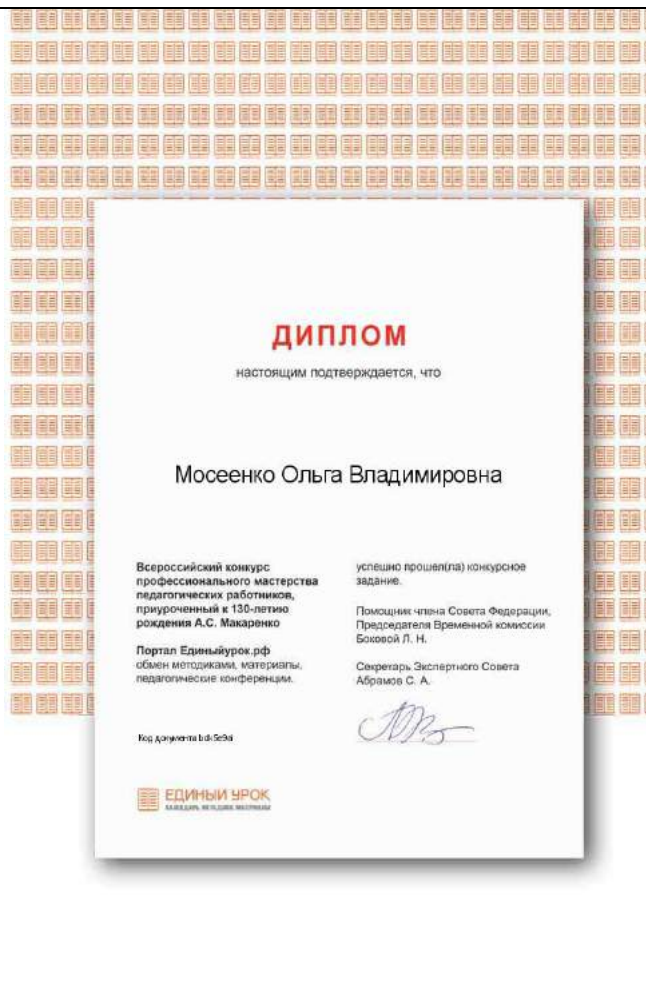 ДИПЛОМ
настоящим подтверждается, что
Мосеенко Ольга Владимировна
Всероссийский конкурс
профессионального мастерства
педагогических работников,
приуроченный к 130-летию
рождения А.С. Макаренко
Портал Единыйурок.рф
обмен методиками, материалы,
педагогические конференции.
Код документа
успешно прошел(ла) конкурсное
задание.
Помощник члена Совета Федерации,
Председателя Временной комиссии
Боковой Л. Н.
Секретарь Экспертного Совета
Абрамов С. А.
ЕДИНЫЙ УРОК